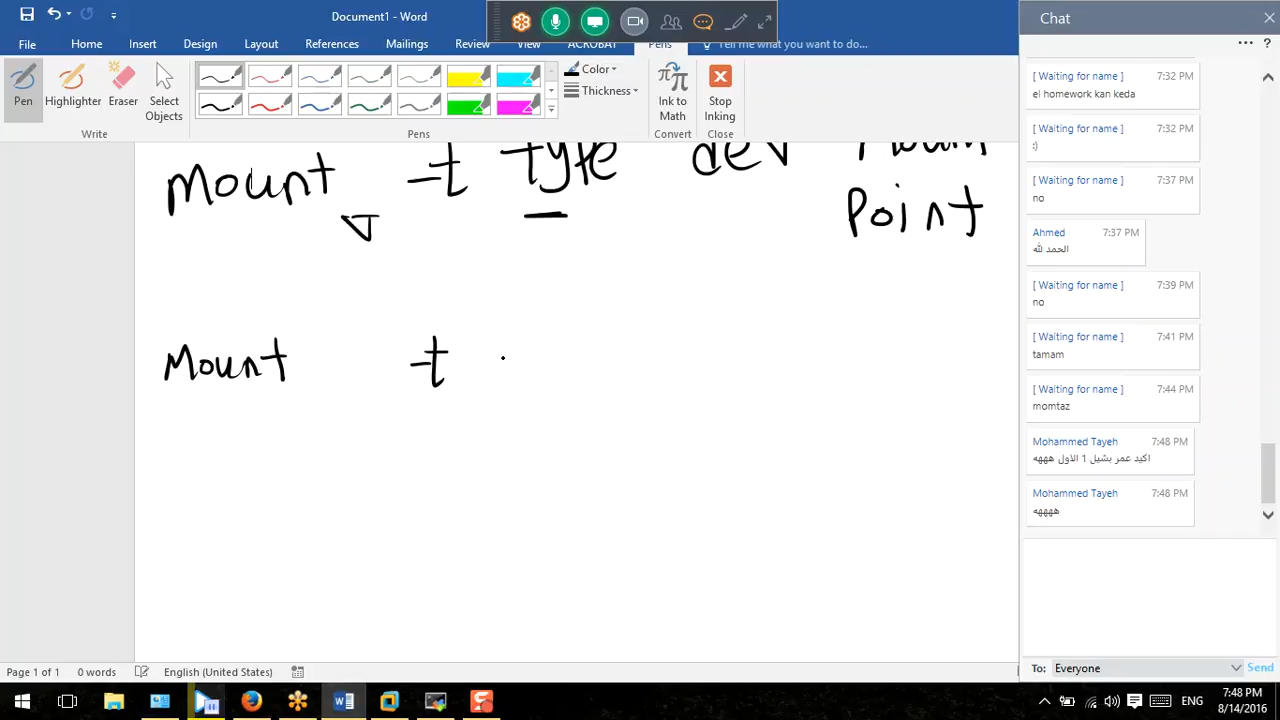 Document1 - Word
File Home Insert Design Layout References Mailings Review View ACROBAT Pens Tell me what you want to do...
Pen Highlighter Eraser Select Objects
Color
Thickness
Ink to Math
Stop Inking
Write Pens Convert Close
Mount -t type dev Mount
Point
Mount -t
Page 1 of 1 0 words English (United States)
Chat
[ Waiting for name ] 7:32 PM
el homework kan keda
[ Waiting for name ] 7:32 PM
:)
[ Waiting for name ] 7:37 PM
no
Ahmed 7:37 PM
الحمد لله
[ Waiting for name ] 7:39 PM
no
[ Waiting for name ] 7:41 PM
tamam
[ Waiting for name ] 7:44 PM
momtaz
Mohammed Tayeh 7:48 PM
اكيد عمر بشيل 1 الاول هههه
Mohammed Tayeh 7:48 PM
ههههه
To: Everyone Send
ENG 7:48 PM
8/14/2016